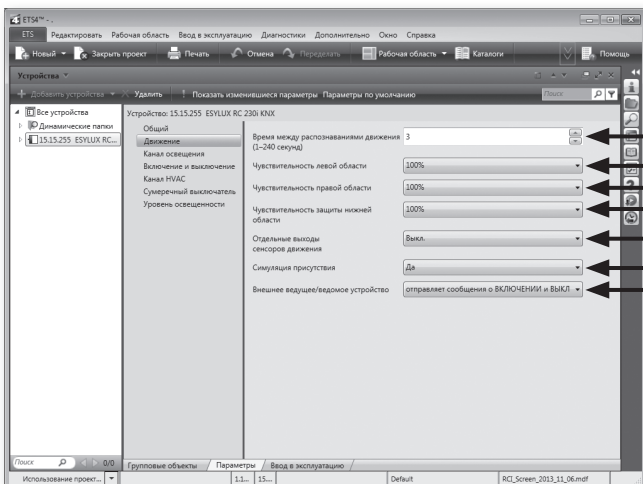 ETS4™ - .
ETS Редактировать Рабочая область Ввод в эксплуатацию Диагностики Дополнительно Окно Справка
Новый Закрыть проект Печать Отмена Переделать Рабочая область Каталоги Помощь
Устройства
Добавить устройства Удалить ! Показать изменившиеся параметры Параметры по умолчанию Поиск
Все устройства
Динамические папки
15.15.255 ESYLUX RC...
Устройство: 15.15.255 ESYLUX RC 230i KNX
Общий
Движение
Канал освещения
Включение и выключение
Канал HVAC
Сумеречный выключатель
Уровень освещенности
Время между распознаваниями движения 3
(1–240 секунд)
Чувствительность левой области 100%
Чувствительность правой области 100%
Чувствительность защиты нижней 100%
области
Отдельные выходы Выкл.
сенсоров движения
Симуляция присутствия Да
Внешнее ведущее/ведомое устройство отправляет сообщения о ВКЛЮЧЕНИИ и ВЫКЛ
Поиск 0/0
Групповые объекты Параметры Ввод в эксплуатацию
Использование проект... 1.1... 15... Default RCI_Screen_2013_11_06.mdf